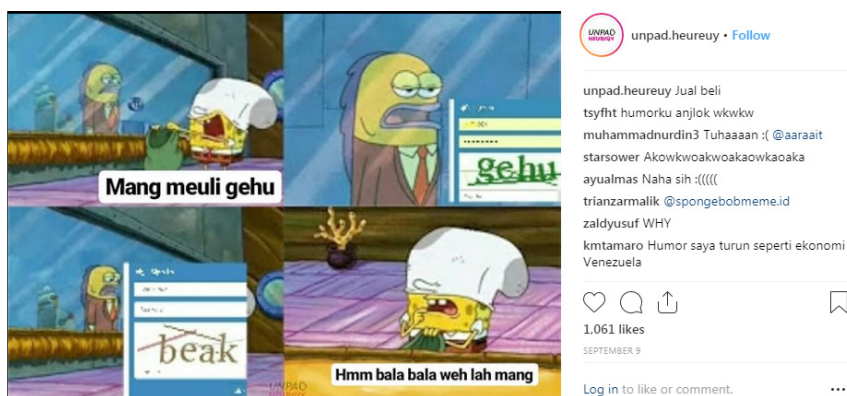 Mang meuli gehu
gehu
beak
Hmm bala bala weh lah mang
UNPAD
UNPAD
HEUREUY
unpad.heureuy • Follow
unpad.heureuy Jual beli
tsyfht humorku anjlok wkwkw
muhammadnurdin3 Tuhaaaan :( @aaraait
starsower Akowkwoakwoakaowkaoaka
ayualmas Naha sih :(((((
trianzarmalik @spongebobmeme.id
zaldyusuf WHY
kmtamaro Humor saya turun seperti ekonomi
Venezuela
1,061 likes
SEPTEMBER 9
Log in to like or comment.